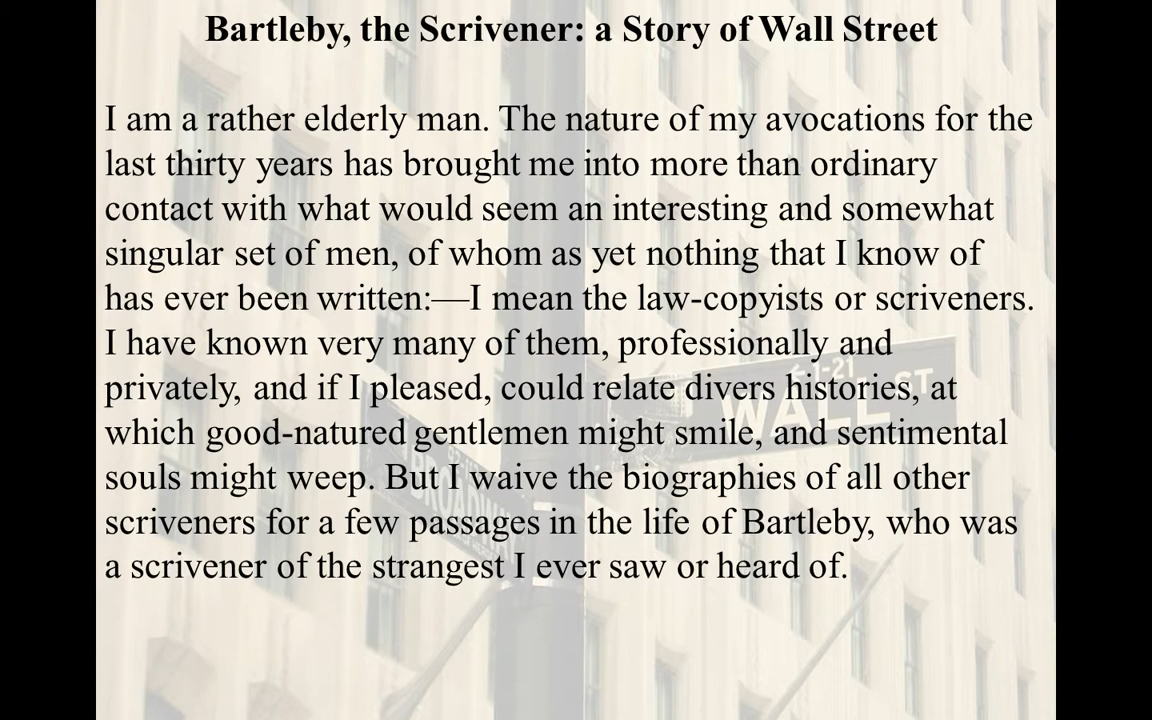 Bartleby, the Scrivener: a Story of Wall Street
I am a rather elderly man. The nature of my avocations for the
last thirty years has brought me into more than ordinary
contact with what would seem an interesting and somewhat
singular set of men, of whom as yet nothing that I know of
has ever been written:—I mean the law-copyists or scriveners.
I have known very many of them, professionally and
privately, and if I pleased, could relate divers histories, at
which good-natured gentlemen might smile, and sentimental
souls might weep. But I waive the biographies of all other
scriveners for a few passages in the life of Bartleby, who was
a scrivener of the strangest I ever saw or heard of.
1-21
WALL ST
BROADWAY